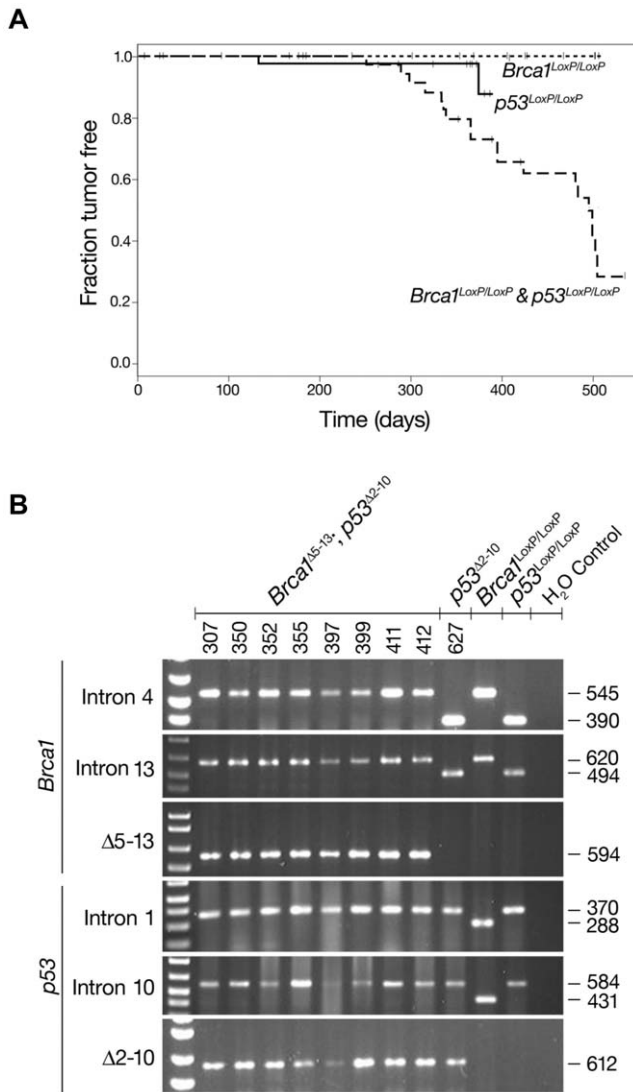 A
1.0
0.8
0.6
0.4
0.2
0.0
Fraction tumor free
Brca1LoxP/LoxP
p53LoxP/LoxP
Brca1LoxP/LoxP & p53LoxP/LoxP
0 100 200 300 400 500
Time (days)
B
Brca1Δ5-13; p53Δ2-10
p53Δ2-10
Brca1LoxP/LoxP
p53LoxP/LoxP
H2O Control
307 350 352 355 397 399 411 412 627
Brca1
Intron 4
545
390
Intron 13
620
494
Δ5-13
594
p53
Intron 1
370
288
Intron 10
584
431
Δ2-10
612